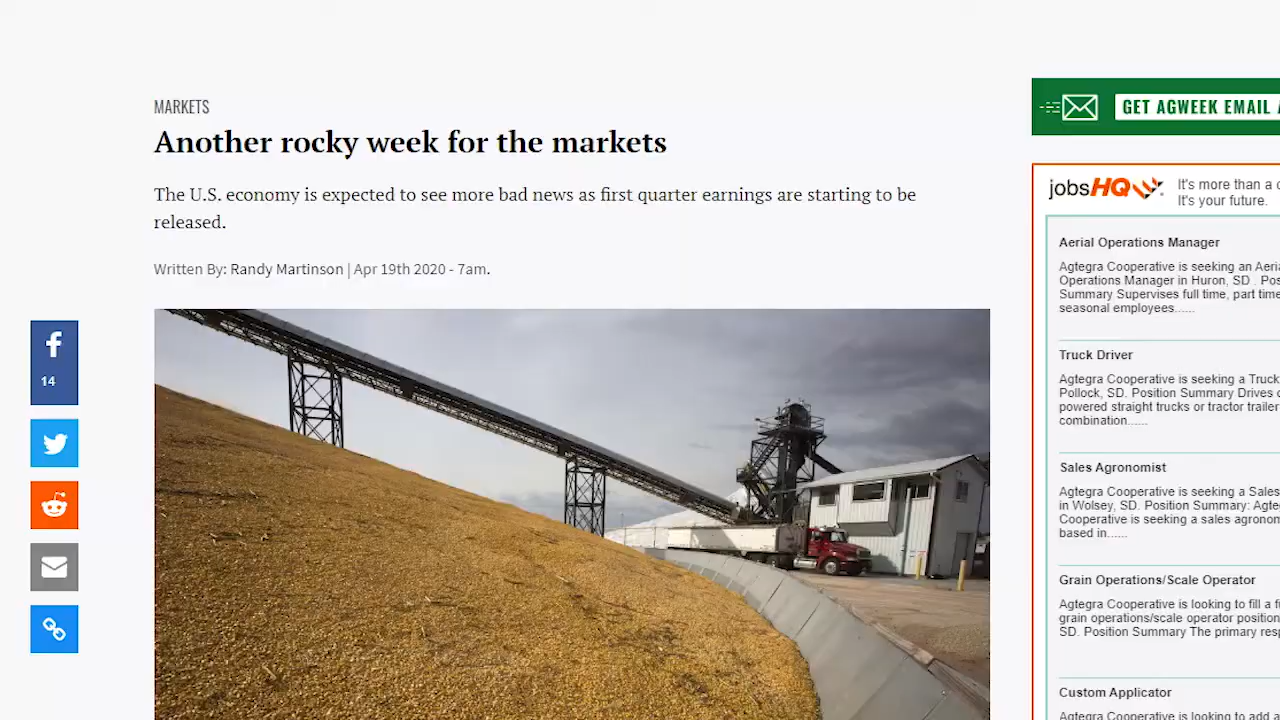 MARKETS
Another rocky week for the markets
The U.S. economy is expected to see more bad news as first quarter earnings are starting to be
released.
Written By: Randy Martinson | Apr 19th 2020 - 7am.
14
GET AGWEEK EMAIL
jobsHQ
It's more than a
It's your future.
Aerial Operations Manager
Agtegra Cooperative is seeking an
Operations Manager in Huron, SD .
Summary Supervises full time, part time
seasonal employees......
Truck Driver
Agtegra Cooperative is seeking a Truck
Pollock, SD. Position Summary Drives
powered straight trucks or tractor trailer
combination......
Sales Agronomist
Agtegra Cooperative is seeking a Sales
in Wolsey, SD. Position Summary:
Cooperative is seeking a sales
based in......
Grain Operations/Scale Operator
Agtegra Cooperative is looking to fill a
grain operations/scale operator position
SD. Position Summary The primary
Custom Applicator
Agtegra Cooperative is looking to add a